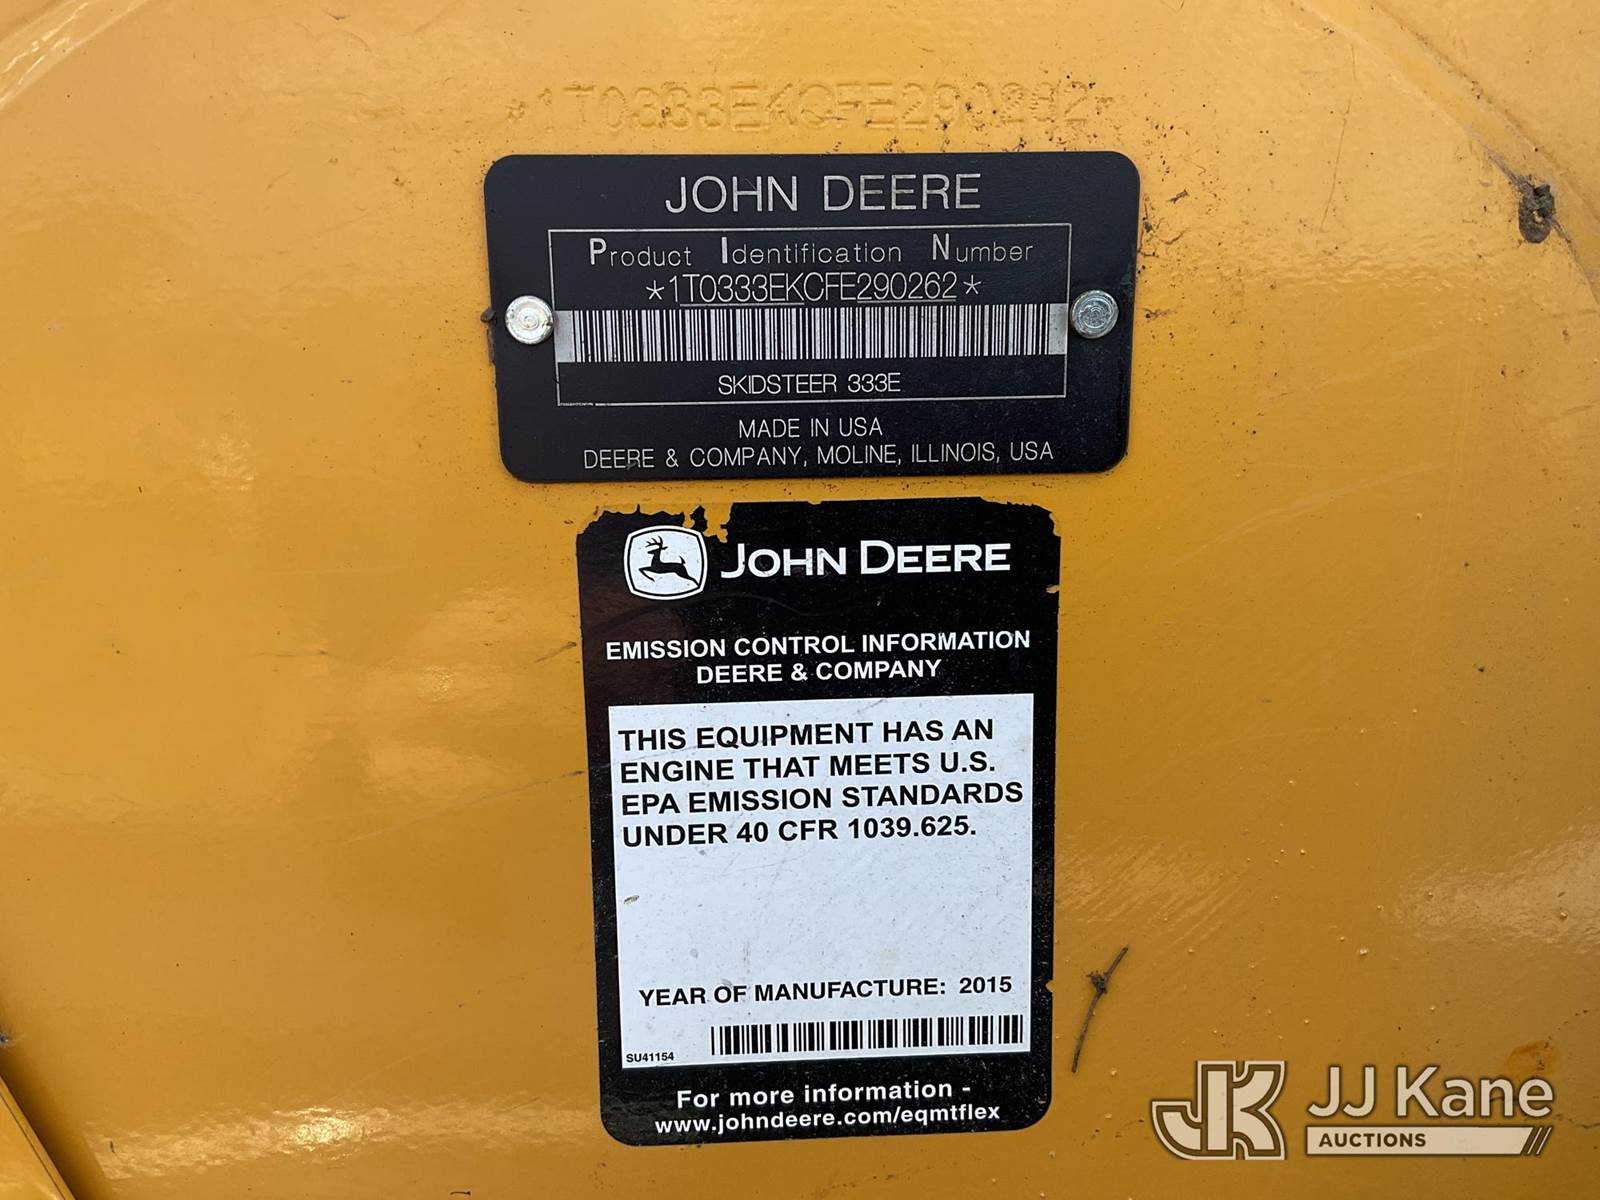 *1T0333EKCFE290262*
JOHN DEERE
Product Identification Number
*1T0333EKCFE290262*
SKIDSTEER 333E
MADE IN USA
DEERE & COMPANY, MOLINE, ILLINOIS, USA
JOHN DEERE
EMISSION CONTROL INFORMATION
DEERE & COMPANY
THIS EQUIPMENT HAS AN
ENGINE THAT MEETS U.S.
EPA EMISSION STANDARDS
UNDER 40 CFR 1039.625.
YEAR OF MANUFACTURE: 2015
SU41154
For more information -
www.johndeere.com/eqmtflex
JK JJ Kane
AUCTIONS